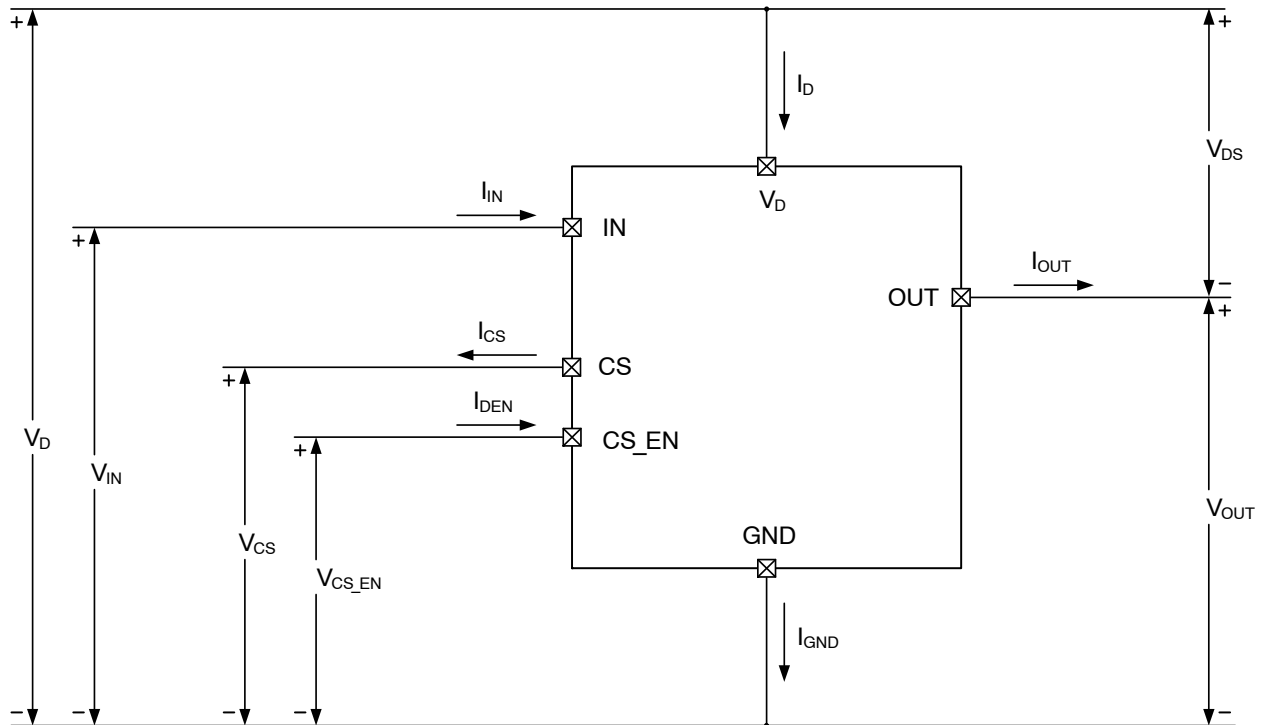 + +
I_D
V_DS
V_D
I_IN
+ IN
I_OUT
OUT
−
+
I_CS
+ CS
I_DEN
V_D + CS_EN
V_IN
V_OUT
GND
V_CS
V_CS_EN
I_GND
− − − − −